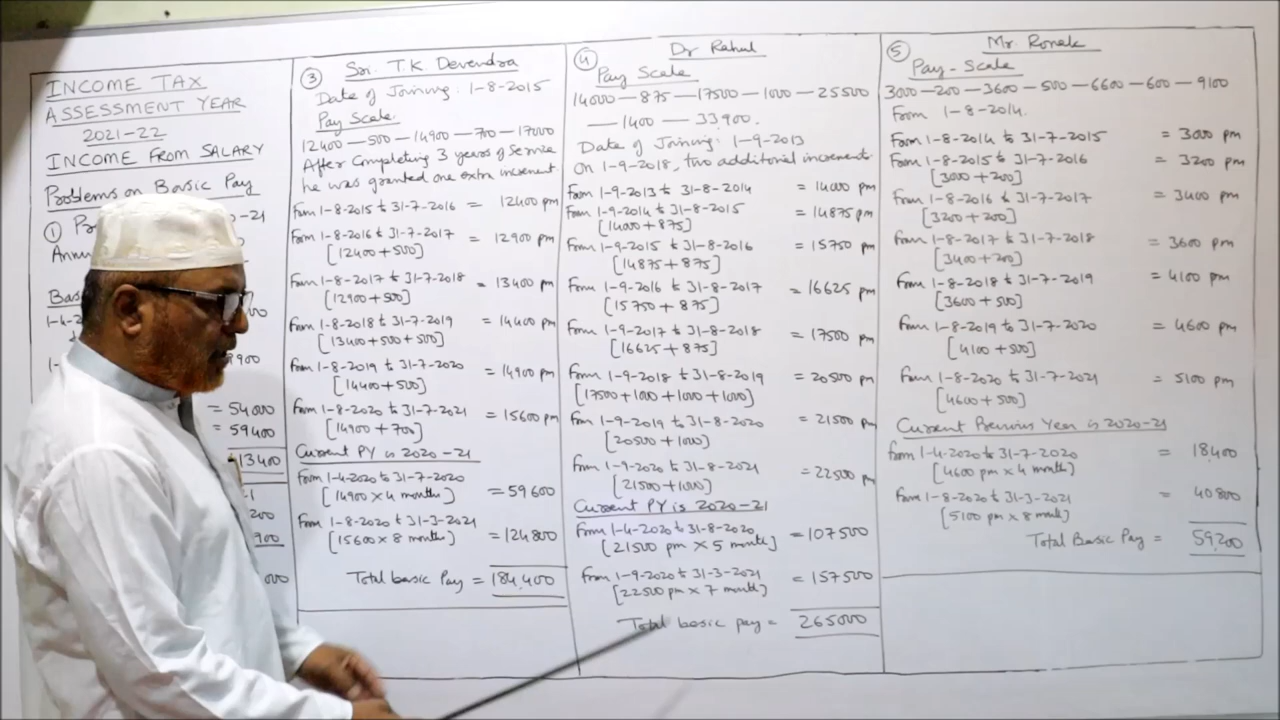 INCOME TAX
ASSESSMENT YEAR
2021-22
INCOME FROM SALARY
Problems on Basic Pay
①
= 54000
= 59400
113400
200
900
③ Sri. T.K. Devendra
Date of Joining: 1-8-2015
Pay Scale
12400 — 500 — 14900 — 700 — 17000
After Completing 3 years of Service
he was granted one extra increment.
From 1-8-2015 to 31-7-2016 = 12400 pm
From 1-8-2016 to 31-7-2017 = 12900 pm
[12400 + 500]
From 1-8-2017 to 31-7-2018 = 13400 pm
[12900 + 500]
From 1-8-2018 to 31-7-2019 = 14400 pm
[13400 + 500 + 500]
From 1-8-2019 to 31-7-2020 = 14900 pm
[14400 + 500]
From 1-8-2020 to 31-7-2021 = 15600 pm
[14900 + 700]
Current PY is 2020-21
From 1-4-2020 to 31-7-2020
[14900 x 4 months] = 59600
From 1-8-2020 to 31-3-2021
[15600 x 8 months] = 124800
Total basic Pay = 184,400
④ Dr Rahul
Pay Scale
14000 — 875 — 17500 — 1000 — 25500
— 1400 — 33900.
Date of Joining: 1-9-2013
On 1-9-2018, two additional increment.
From 1-9-2013 to 31-8-2014 = 14000 pm
From 1-9-2014 to 31-8-2015 = 14875 pm
[14000 + 875]
From 1-9-2015 to 31-8-2016 = 15750 pm
[14875 + 875]
From 1-9-2016 to 31-8-2017 = 16625 pm
[15750 + 875]
From 1-9-2017 to 31-8-2018 = 17500 pm
[16625 + 875]
From 1-9-2018 to 31-8-2019 = 20500 pm
[17500 + 1000 + 1000 + 1000]
From 1-9-2019 to 31-8-2020 = 21500 pm
[20500 + 1000]
From 1-9-2020 to 31-8-2021 = 22500 pm
[21500 + 1000]
Current PY is 2020-21
From 1-4-2020 to 31-8-2020 = 107500
[21500 pm x 5 month]
From 1-9-2020 to 31-3-2021 = 157500
[22500 pm x 7 month]
Total basic pay = 265000
⑤ Mr. Ronak
Pay - Scale
3000 — 200 — 3600 — 500 — 6600 — 600 — 9100
From 1-8-2014.
From 1-8-2014 to 31-7-2015 = 3000 pm
From 1-8-2015 to 31-7-2016 = 3200 pm
[3000 + 200]
From 1-8-2016 to 31-7-2017 = 3400 pm
[3200 + 200]
From 1-8-2017 to 31-7-2018 = 3600 pm
[3400 + 200]
From 1-8-2018 to 31-7-2019 = 4100 pm
[3600 + 500]
From 1-8-2019 to 31-7-2020 = 4600 pm
[4100 + 500]
From 1-8-2020 to 31-7-2021 = 5100 pm
[4600 + 500]
Current Previous Year is 2020-21
From 1-4-2020 to 31-7-2020 = 18,400
[4600 pm x 4 month]
From 1-8-2020 to 31-3-2021 = 40800
[5100 pm x 8 month]
Total Basic Pay = 59,200